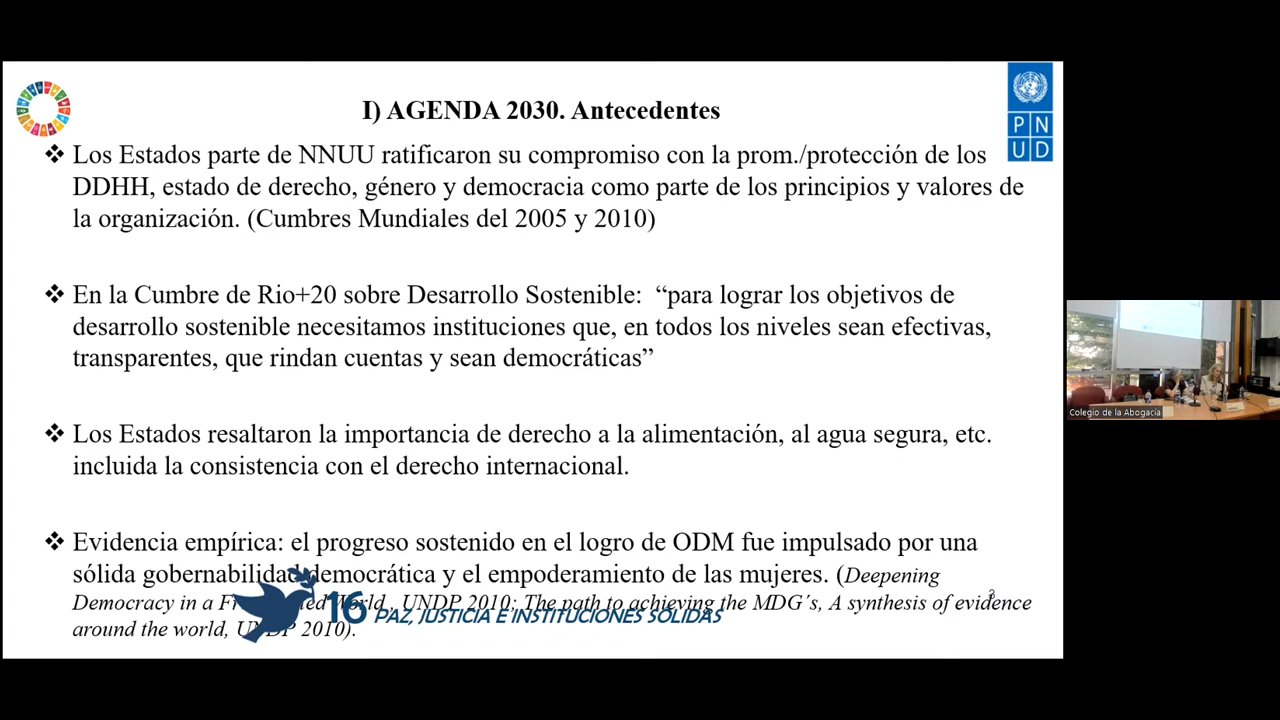 I) AGENDA 2030. Antecedentes
PN
UD
❖ Los Estados parte de NNUU ratificaron su compromiso con la prom./protección de los
DDHH, estado de derecho, género y democracia como parte de los principios y valores de
la organización. (Cumbres Mundiales del 2005 y 2010)
❖ En la Cumbre de Rio+20 sobre Desarrollo Sostenible: “para lograr los objetivos de
desarrollo sostenible necesitamos instituciones que, en todos los niveles sean efectivas,
transparentes, que rindan cuentas y sean democráticas”
❖ Los Estados resaltaron la importancia de derecho a la alimentación, al agua segura, etc.
incluida la consistencia con el derecho internacional.
❖ Evidencia empírica: el progreso sostenido en el logro de ODM fue impulsado por una
sólida gobernabilidad democrática y el empoderamiento de las mujeres. (Deepening
Democracy in a World , UNDP 2010; The path to achieving the MDG´s, A synthesis of evidence
around the world, UNDP 2010).
3
16 PAZ, JUSTICIA E INSTITUCIONES SÓLIDAS
Colegio de la Abogacía